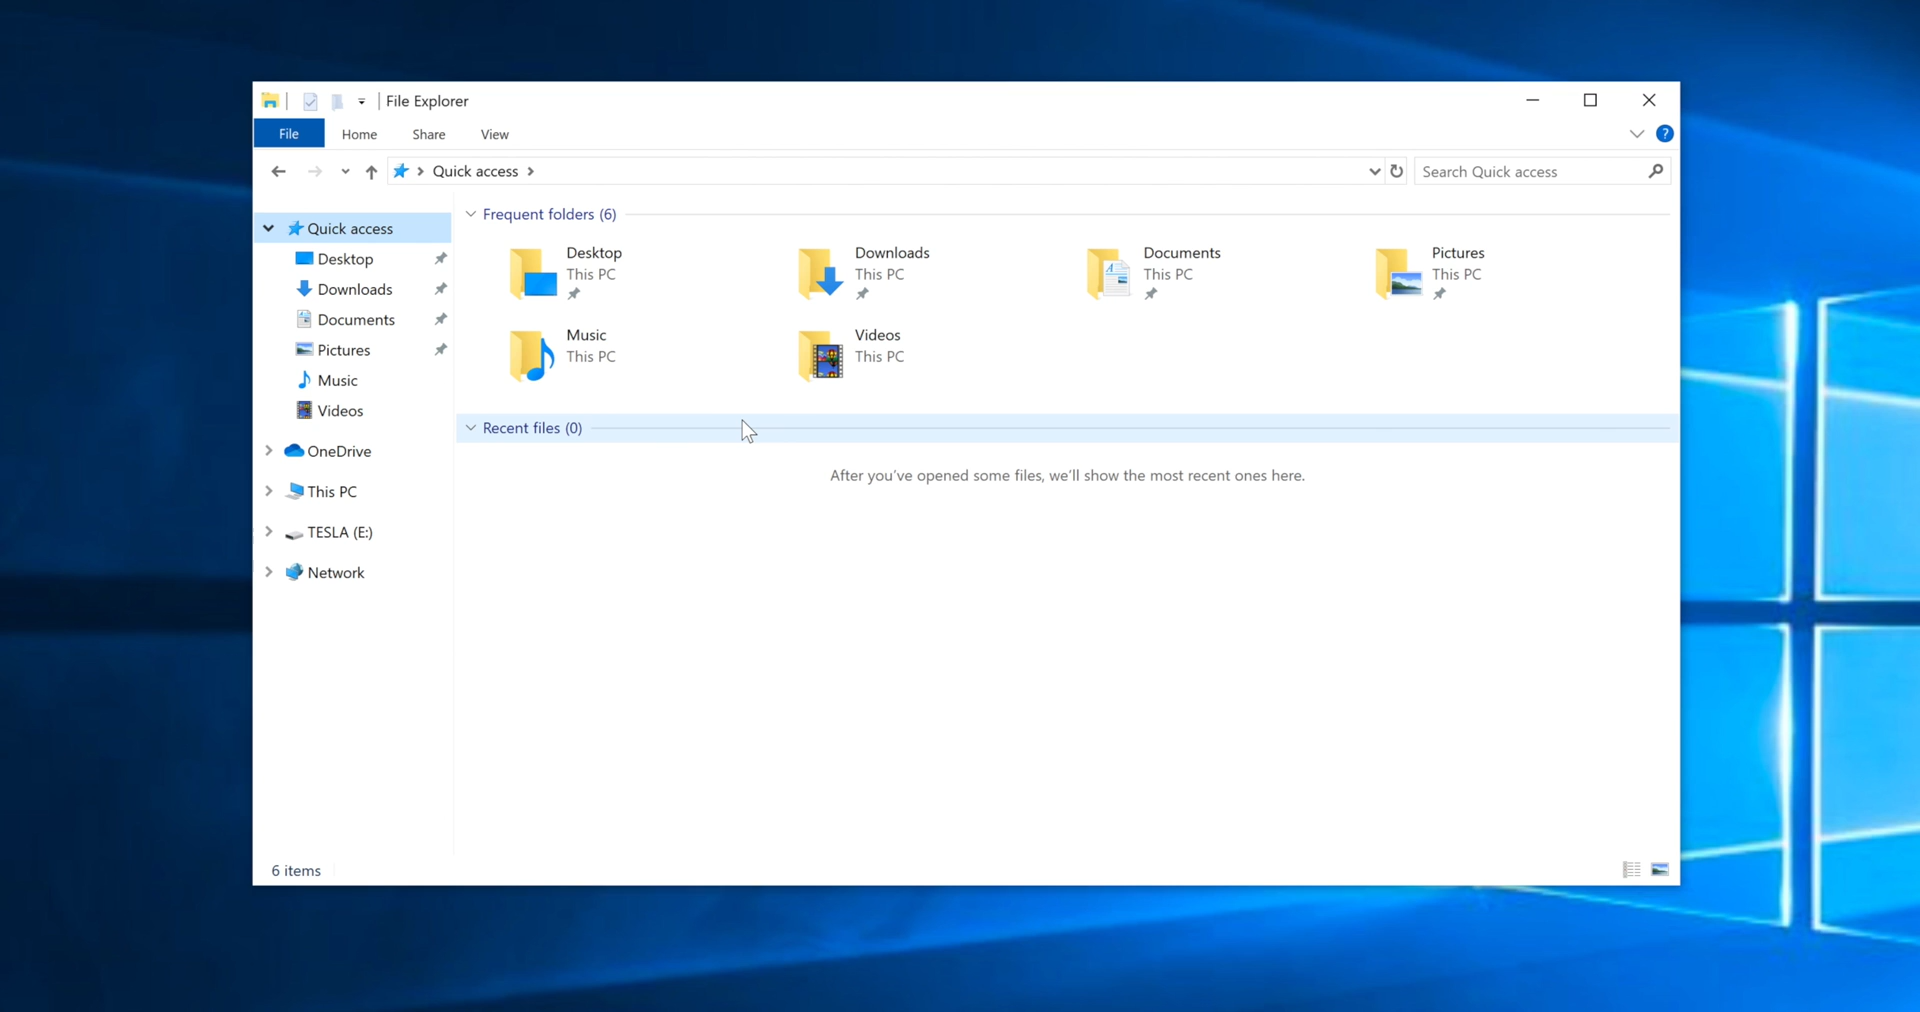 File Explorer
File Home Share View
?
Quick access
Search Quick access
Quick access
Desktop
Downloads
Documents
Pictures
Music
Videos
OneDrive
This PC
TESLA (E:)
Network
Frequent folders (6)
Desktop
This PC
Downloads
This PC
Documents
This PC
Pictures
This PC
Music
This PC
Videos
This PC
Recent files (0)
After you've opened some files, we'll show the most recent ones here.
6 items